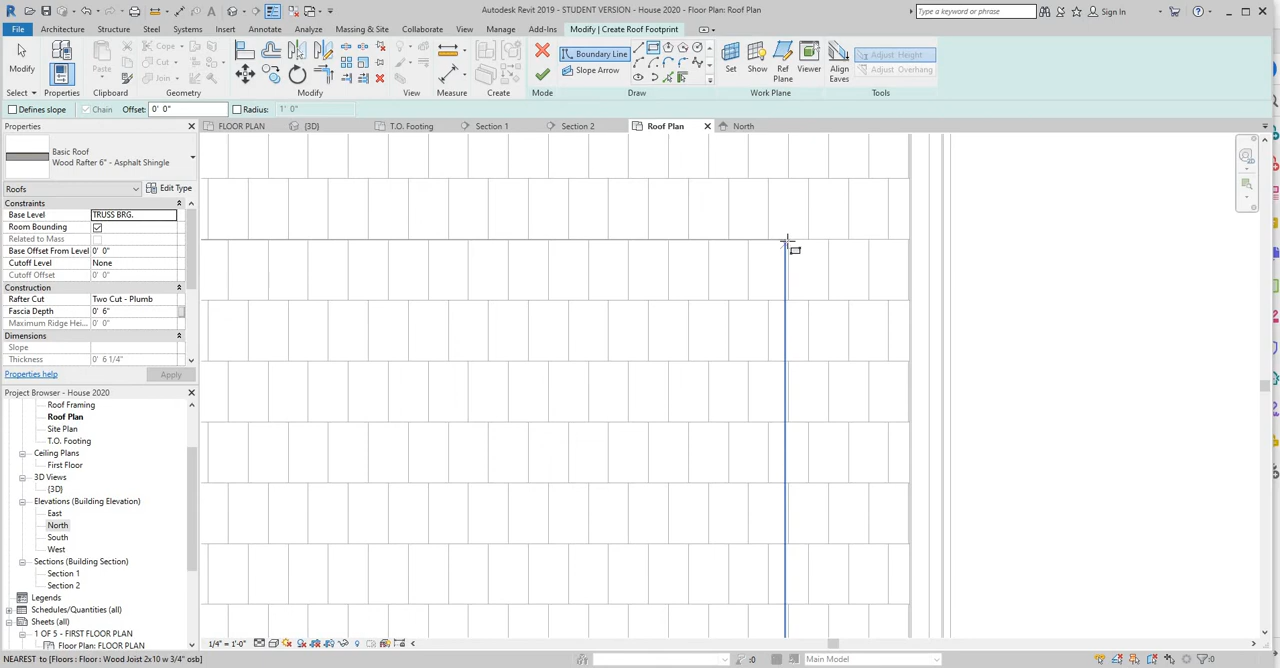 Autodesk Revit 2019 - STUDENT VERSION - House 2020 - Floor Plan: Roof Plan
Type a keyword or phrase
Sign In
File Architecture Structure Steel Systems Insert Annotate Analyze Massing & Site Collaborate View Manage Add-Ins Modify | Create Roof Footprint
Modify
Paste
Cope
Cut
Join
Boundary Line
Slope Arrow
Set Show Ref Plane Viewer Align Eaves
Adjust Height
Adjust Overhang
Select Properties Clipboard Geometry Modify View Measure Create Mode Draw Work Plane Tools
Defines slope Chain Offset: 0' 0" Radius: 1' 0"
Properties
FLOOR PLAN {3D} T.O. Footing Section 1 Section 2 Roof Plan North
Basic Roof
Wood Rafter 6" - Asphalt Shingle
Roofs Edit Type
Constraints
Base Level TRUSS BRG.
Room Bounding
Related to Mass
Base Offset From Level 0' 0"
Cutoff Level None
Cutoff Offset 0' 0"
Construction
Rafter Cut Two Cut - Plumb
Fascia Depth 0' 6"
Maximum Ridge Hei...
Dimensions
Slope
Thickness 0' 6 1/4"
Properties help Apply
Project Browser - House 2020
Roof Framing
Roof Plan
Site Plan
T.O. Footing
Ceiling Plans
First Floor
3D Views
{3D}
Elevations (Building Elevation)
East
North
South
West
Sections (Building Section)
Section 1
Section 2
Legends
Schedules/Quantities (all)
Sheets (all)
1 OF 5 - FIRST FLOOR PLAN
Floor Plan: FLOOR PLAN
1/4" = 1'-0"
NEAREST to [Floors : Floor : Wood Joist 2x10 w 3/4" osb]
:0
Main Model
:0